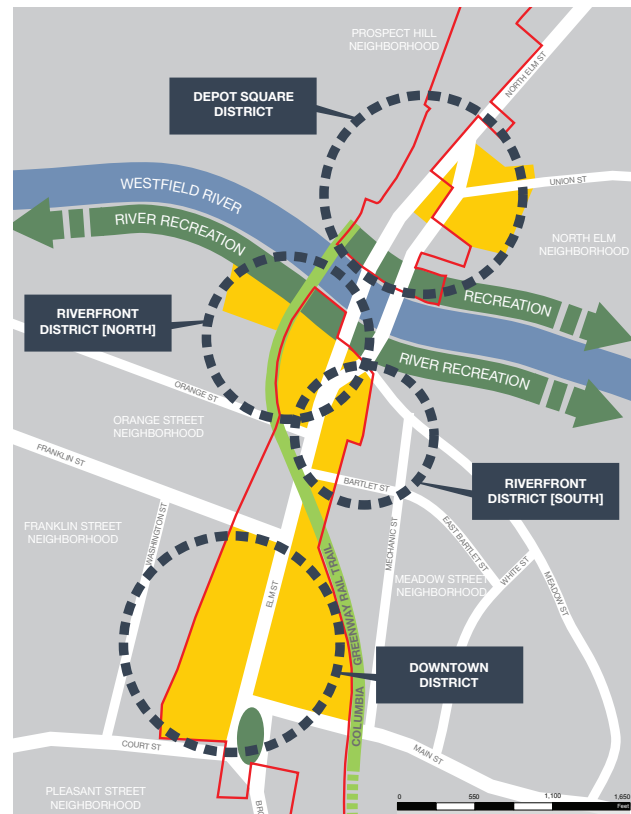 PROSPECT HILL
NEIGHBORHOOD
NORTH ELM ST
DEPOT SQUARE
DISTRICT
UNION ST
WESTFIELD RIVER
RIVER RECREATION
NORTH ELM
NEIGHBORHOOD
RECREATION
RIVERFRONT
DISTRICT [NORTH]
RIVER RECREATION
ORANGE ST
ORANGE STREET
NEIGHBORHOOD
FRANKLIN ST
BARTLET ST
RIVERFRONT
DISTRICT [SOUTH]
FRANKLIN STREET
NEIGHBORHOOD
WASHINGTON ST
MECHANIC ST
EAST BARTLET ST
WHITE ST
MEADOW ST
MEADOW STREET
NEIGHBORHOOD
ELM ST
COLUMBIA GREENWAY RAIL TRAIL
DOWNTOWN
DISTRICT
COURT ST
MAIN ST
PLEASANT STREET
NEIGHBORHOOD
0 550 1,100 1,650
Feet